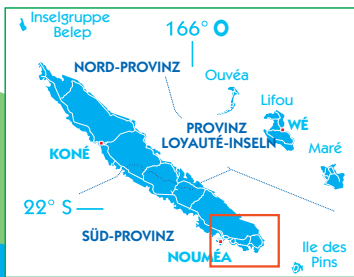 Inselgruppe
Belep
166° O
NORD-PROVINZ
Ouvéa
Lifou
PROVINZ
LOYAUTÉ-INSELN
WÉ
KONÉ
Maré
22° S
SÜD-PROVINZ
NOUMÉA
Ile des
Pins